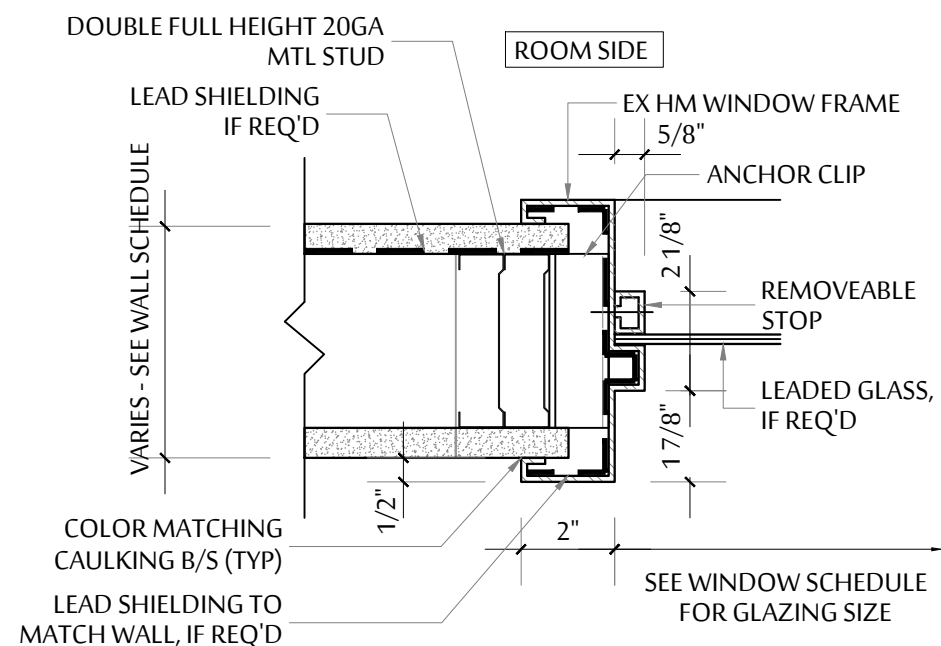 DOUBLE FULL HEIGHT 20GA
MTL STUD
ROOM SIDE
LEAD SHIELDING
IF REQ'D
EX HM WINDOW FRAME
5/8"
ANCHOR CLIP
VARIES - SEE WALL SCHEDULE
2 1/8"
REMOVEABLE
STOP
LEADED GLASS,
IF REQ'D
1 7/8"
1/2"
2"
COLOR MATCHING
CAULKING B/S (TYP)
LEAD SHIELDING TO
MATCH WALL, IF REQ'D
SEE WINDOW SCHEDULE
FOR GLAZING SIZE